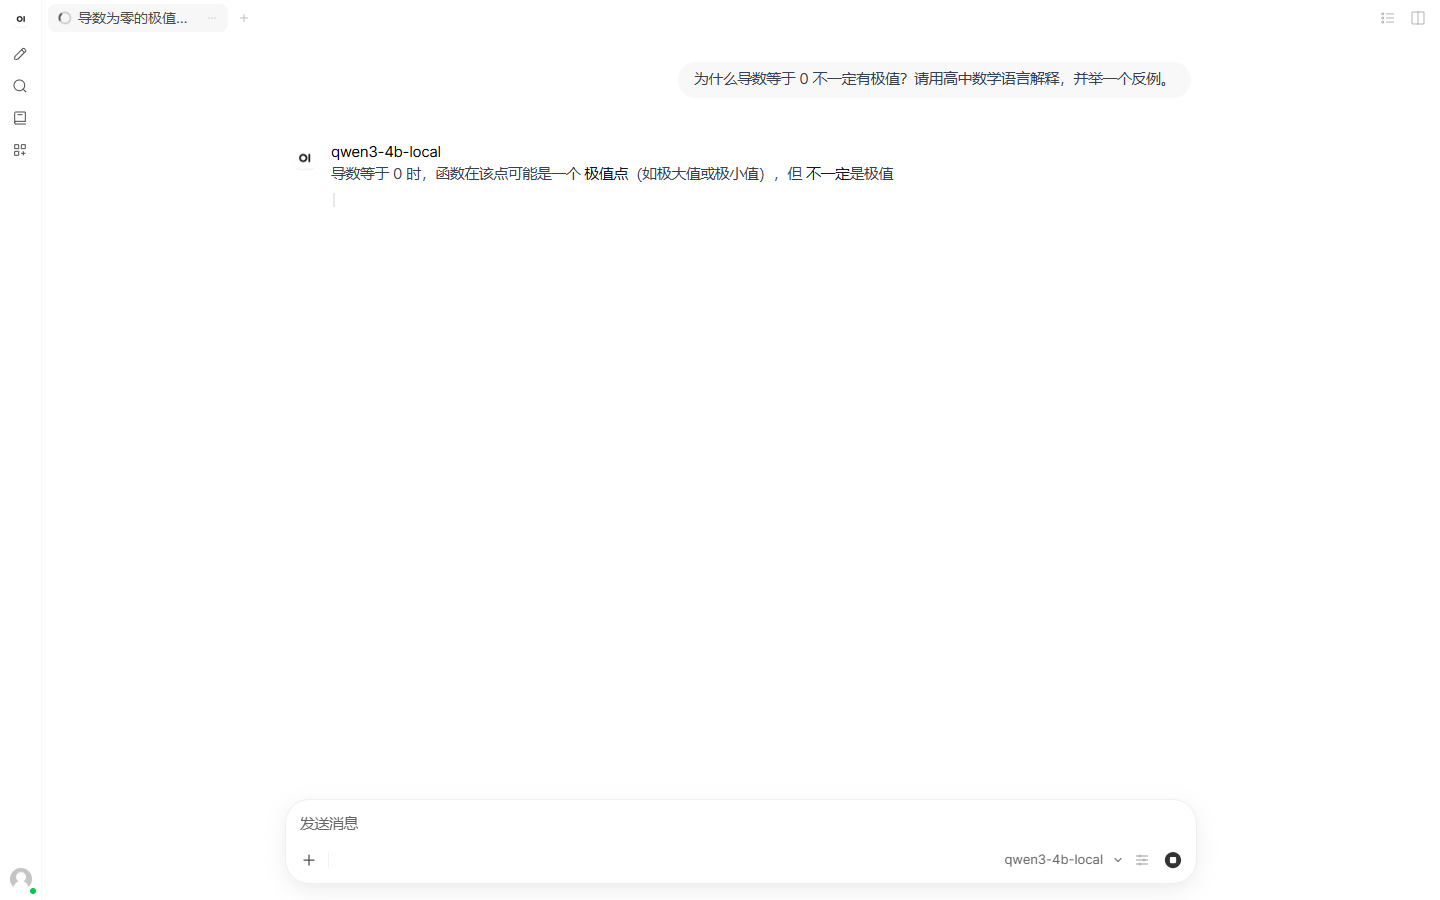 OI
导数为零的极值...
为什么导数等于 0 不一定有极值？请用高中数学语言解释，并举一个反例。
OI
qwen3-4b-local
导数等于 0 时，函数在该点可能是一个 极值点（如极大值或极小值），但 不一定是极值
发送消息
qwen3-4b-local